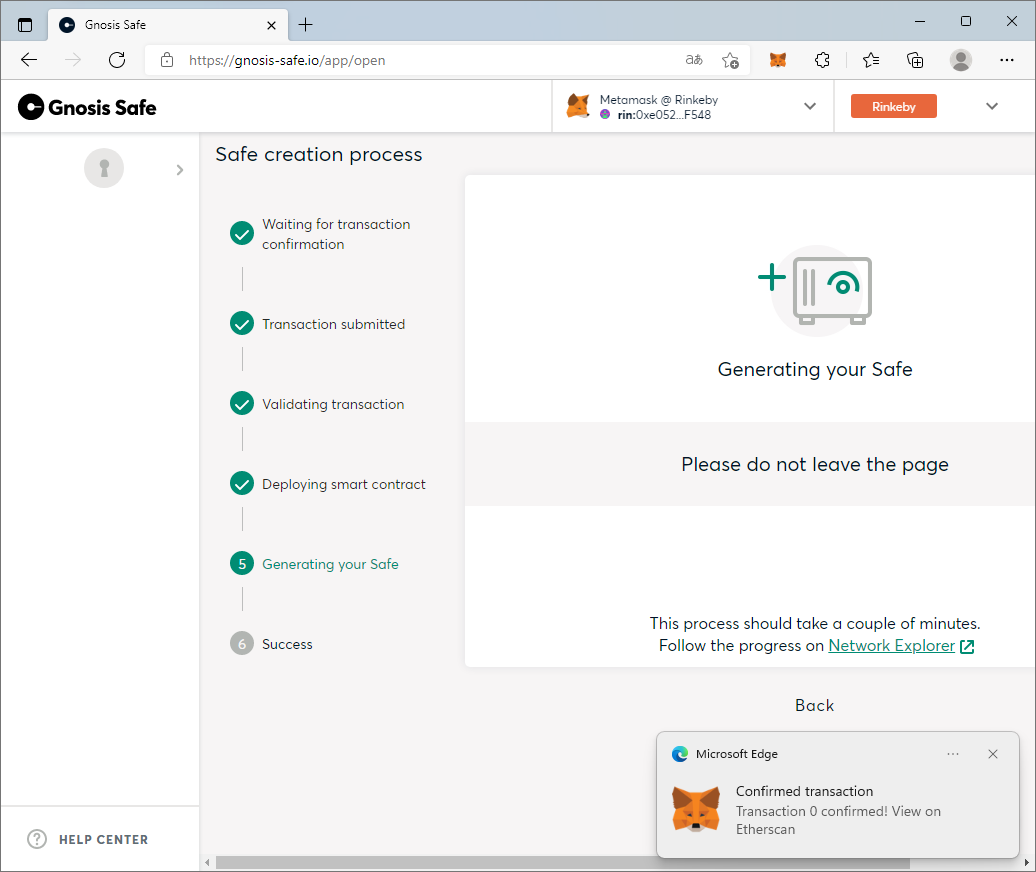 Gnosis Safe
https://gnosis-safe.io/app/open
aあ
Gnosis Safe
Metamask @ Rinkeby
rin:0xe052...F548
Rinkeby
Safe creation process
Waiting for transaction
confirmation
Transaction submitted
Validating transaction
Deploying smart contract
5 Generating your Safe
6 Success
Generating your Safe
Please do not leave the page
This process should take a couple of minutes.
Follow the progress on Network Explorer
Back
Microsoft Edge
Confirmed transaction
Transaction 0 confirmed! View on
Etherscan
? HELP CENTER